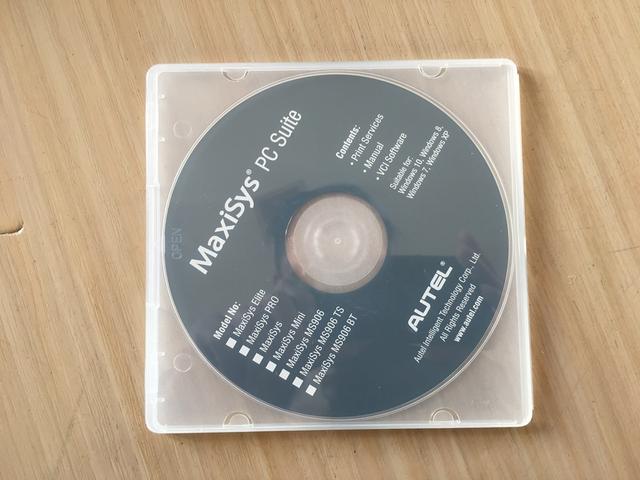 MaxiSys® PC Suite
Contents:
• Print Services
• Manual
• VCI Software
Suitable for:
Windows 10, Windows 8,
Windows 7, Windows XP
OPEN
Model No:
MaxiSys Elite
MaxiSys PRO
MaxiSys
MaxiSys Mini
MaxiSys MS906
MaxiSys MS906 TS
MaxiSys MS906 BT
AUTEL®
Autel Intelligent Technology Corp., Ltd.
All Rights Reserved
www.autel.com